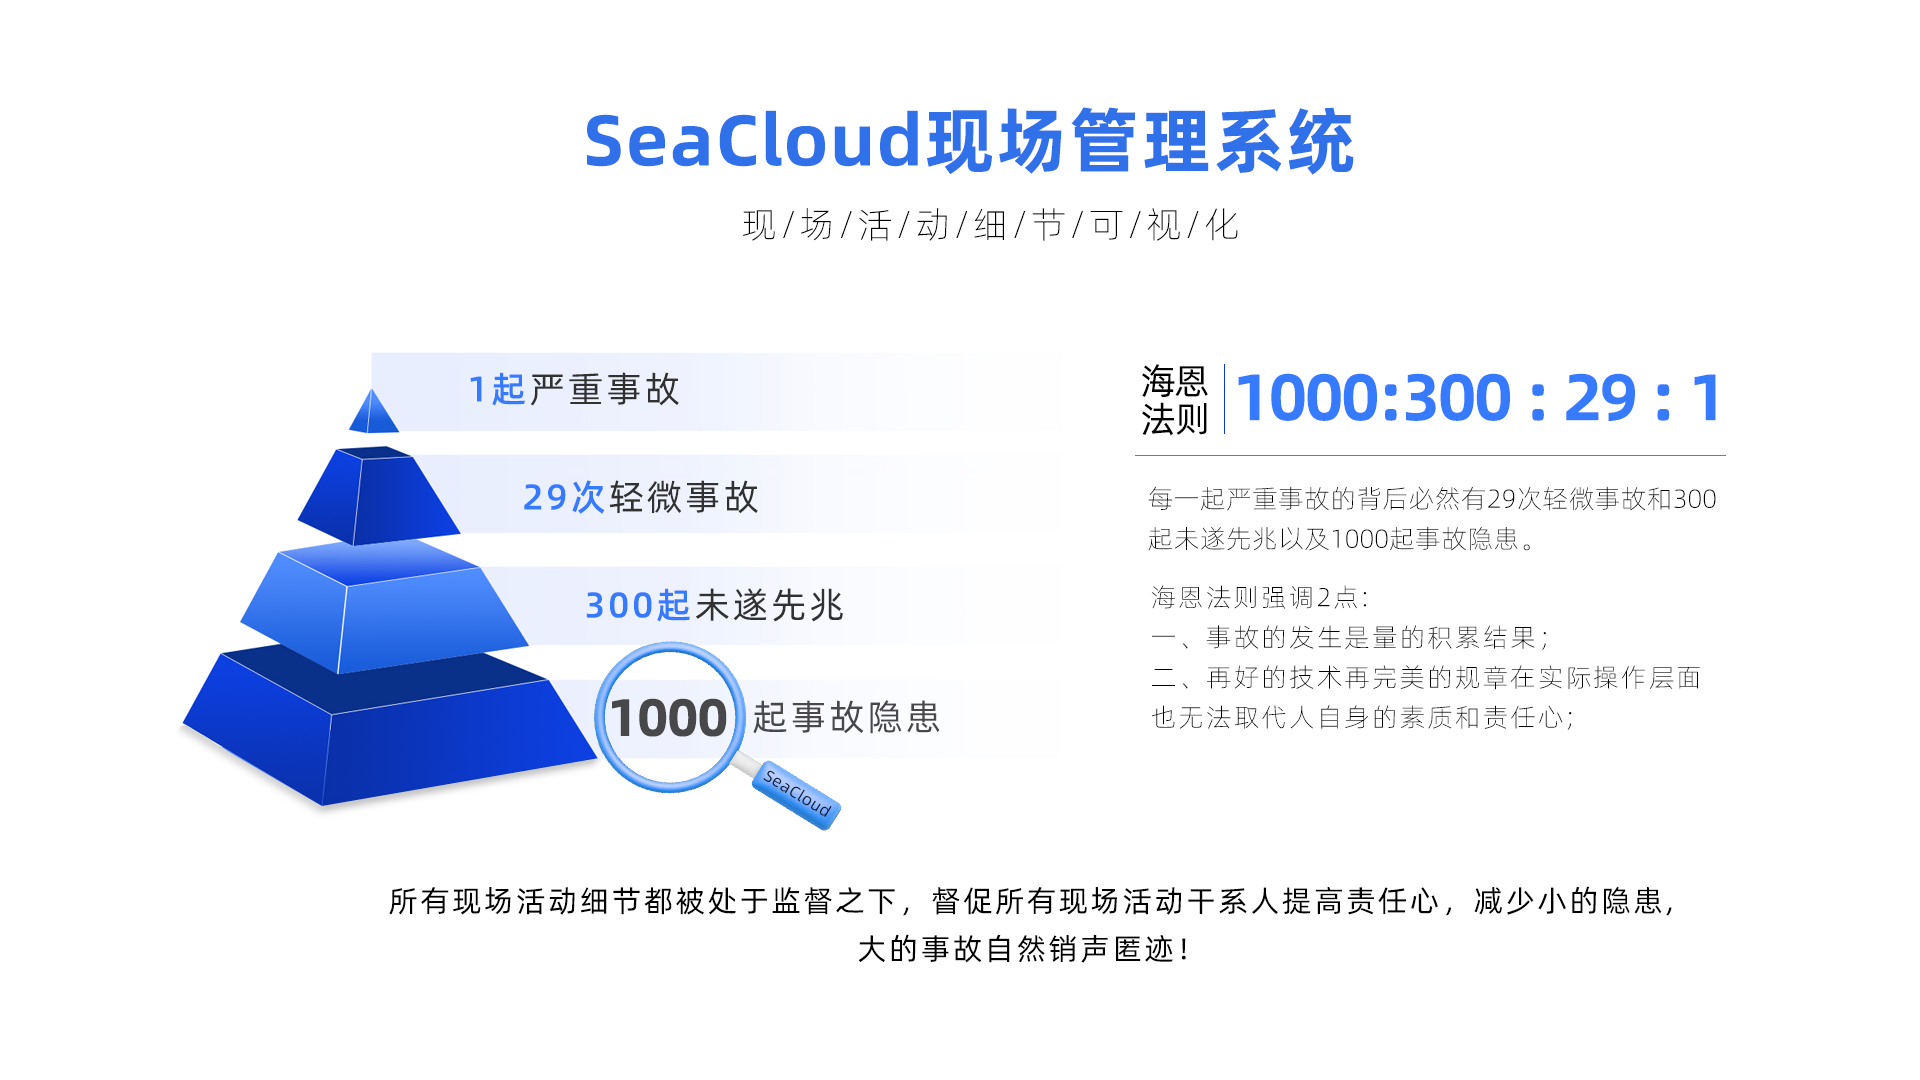 SeaCloud现场管理系统
现/场/活/动/细/节/可/视/化
1起严重事故
29次轻微事故
300起未遂先兆
1000起事故隐患
SeaCloud
海恩
法则
1000:300 : 29 : 1
每一起严重事故的背后必然有29次轻微事故和300
起未遂先兆以及1000起事故隐患。
海恩法则强调2点:
一、事故的发生是量的积累结果;
二、再好的技术再完美的规章在实际操作层面
也无法取代人自身的素质和责任心;
所有现场活动细节都被处于监督之下，督促所有现场活动干系人提高责任心，减少小的隐患，
大的事故自然销声匿迹！